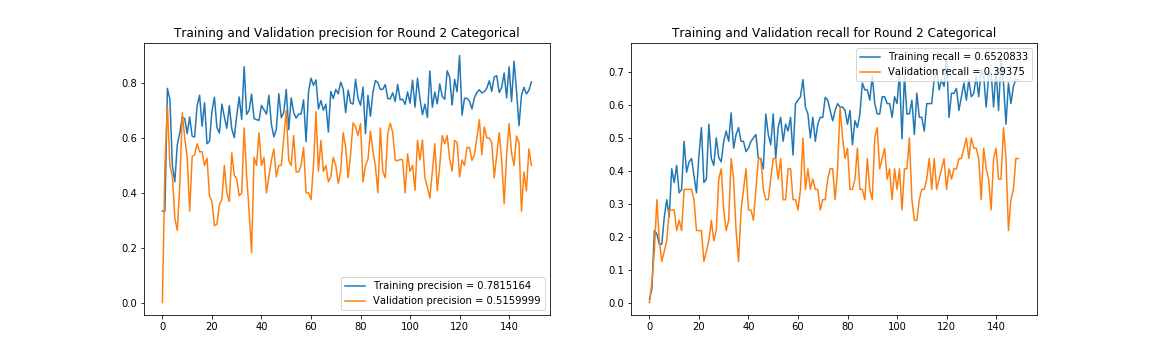 Training and Validation precision for Round 2 Categorical
0.8
0.6
0.4
0.2
0.0
0 20 40 60 80 100 120 140
Training precision = 0.7815164
Validation precision = 0.5159999
Training and Validation recall for Round 2 Categorical
0.7
0.6
0.5
0.4
0.3
0.2
0.1
0.0
0 20 40 60 80 100 120 140
Training recall = 0.6520833
Validation recall = 0.39375